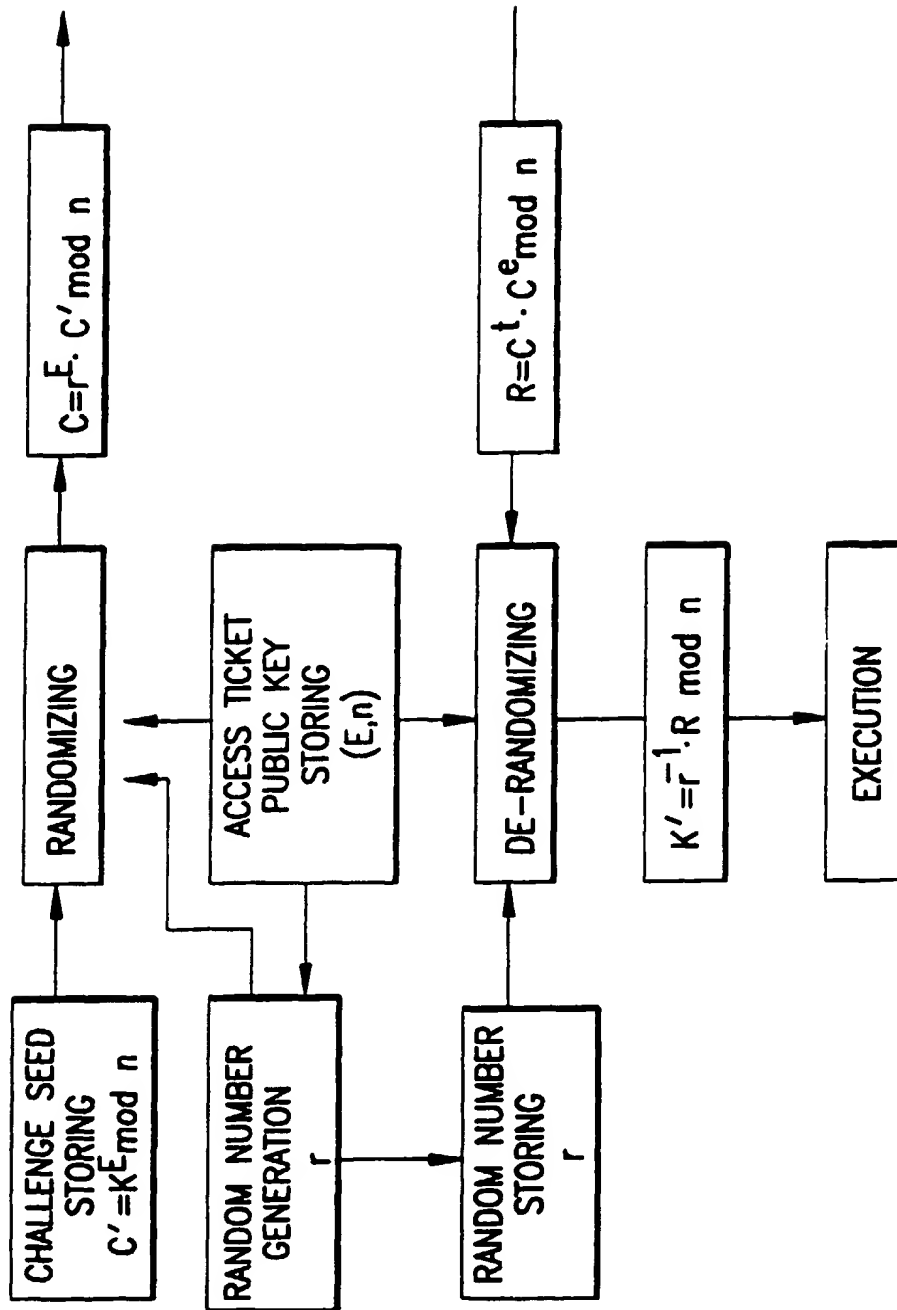 CHALLENGE SEED
STORING
C′=K^E mod n
RANDOMIZING
C=r^E· C′mod n
RANDOM NUMBER
GENERATION
r
ACCESS TICKET
PUBLIC KEY
STORING
(E,n)
RANDOM NUMBER
STORING
r
DE-RANDOMIZING
R=C^t· C^e mod n
K′=r^-1·R mod n
EXECUTION